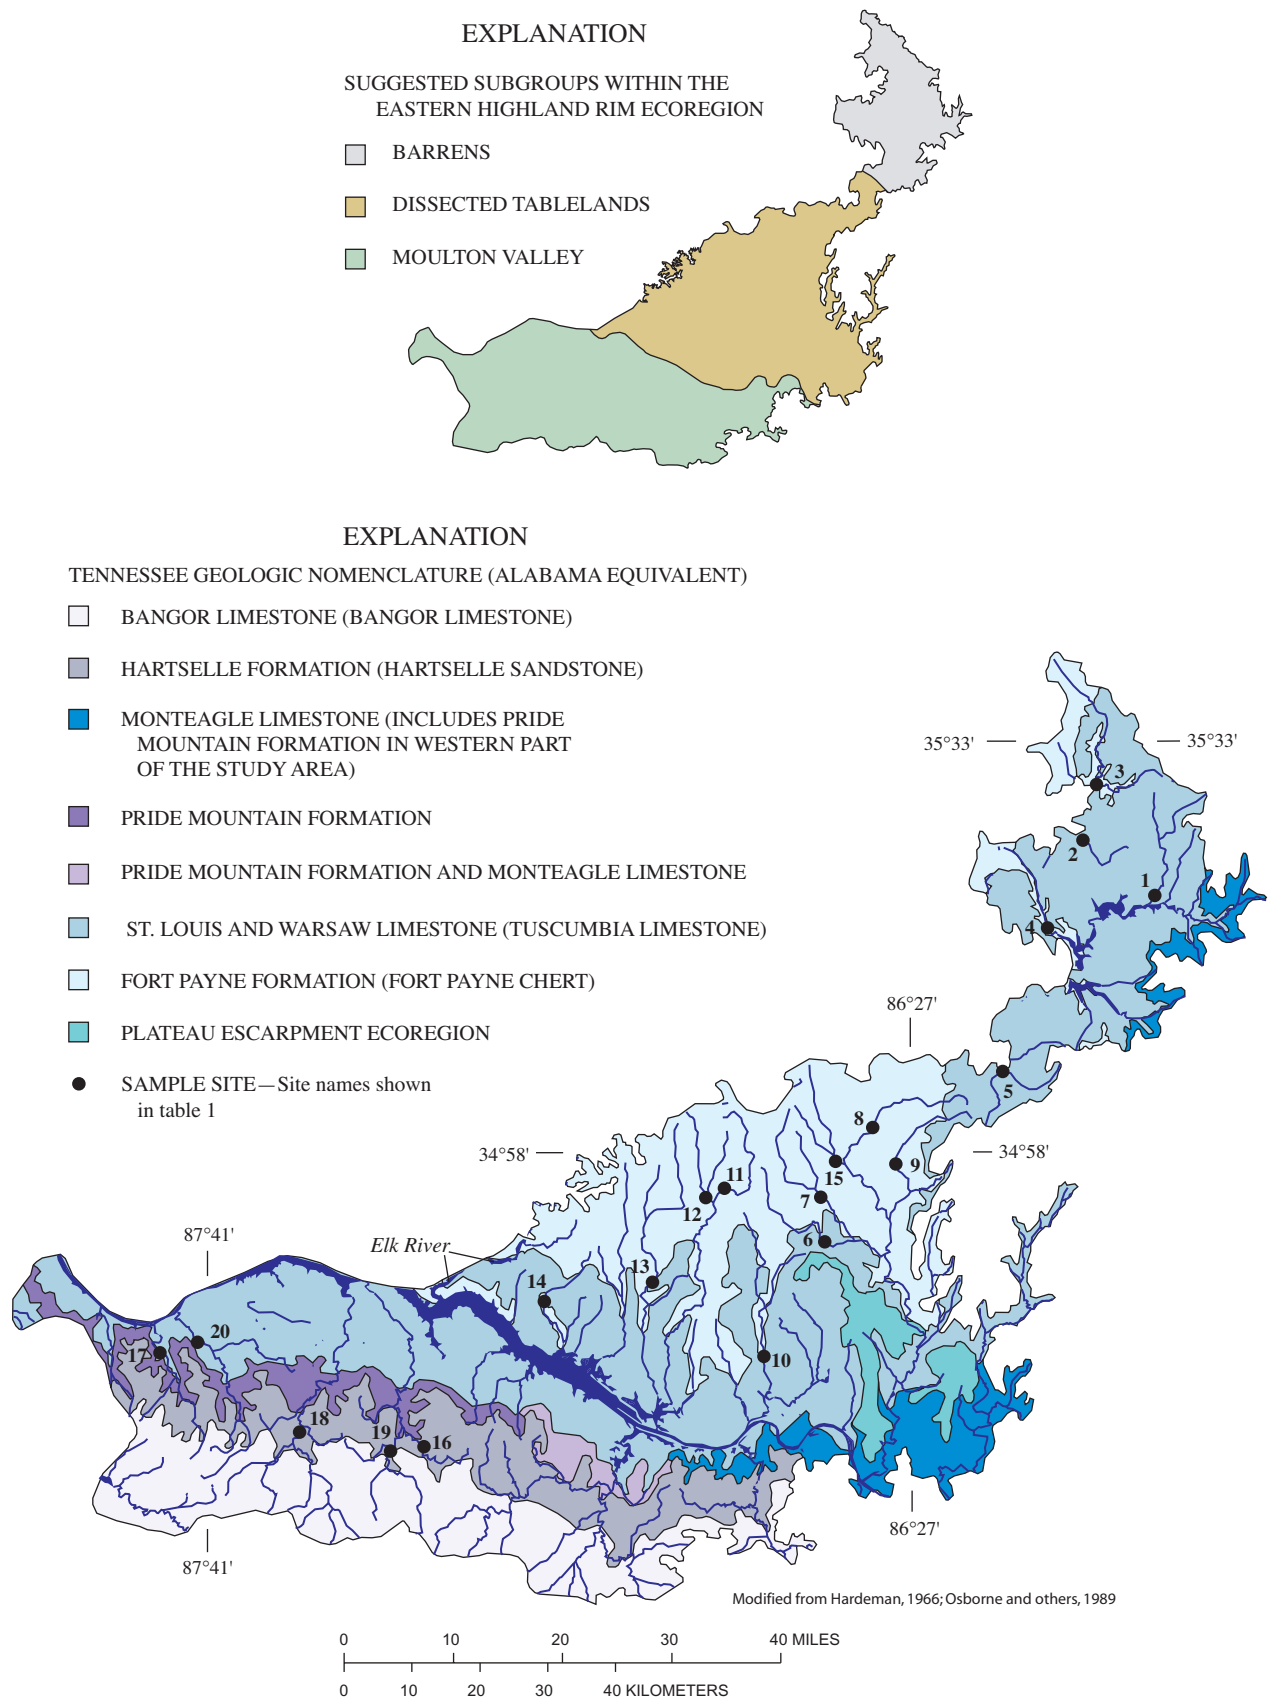 EXPLANATION
SUGGESTED SUBGROUPS WITHIN THE
EASTERN HIGHLAND RIM ECOREGION
BARRENS
DISSECTED TABLELANDS
MOULTON VALLEY
EXPLANATION
TENNESSEE GEOLOGIC NOMENCLATURE (ALABAMA EQUIVALENT)
BANGOR LIMESTONE (BANGOR LIMESTONE)
HARTSELLE FORMATION (HARTSELLE SANDSTONE)
MONTEAGLE LIMESTONE (INCLUDES PRIDE
MOUNTAIN FORMATION IN WESTERN PART
OF THE STUDY AREA)
PRIDE MOUNTAIN FORMATION
PRIDE MOUNTAIN FORMATION AND MONTEAGLE LIMESTONE
ST. LOUIS AND WARSAW LIMESTONE (TUSCUMBIA LIMESTONE)
FORT PAYNE FORMATION (FORT PAYNE CHERT)
PLATEAU ESCARPMENT ECOREGION
SAMPLE SITE—Site names shown
in table 1
35°33' 35°33'
3
2
1
4
86°27'
5
8
34°58' 34°58'
9
15
11
12
7
6
87°41'
Elk River
13
14
20
17
10
18
19
16
86°27'
87°41'
Modified from Hardeman, 1966; Osborne and others, 1989
0 10 20 30 40 MILES
0 10 20 30 40 KILOMETERS